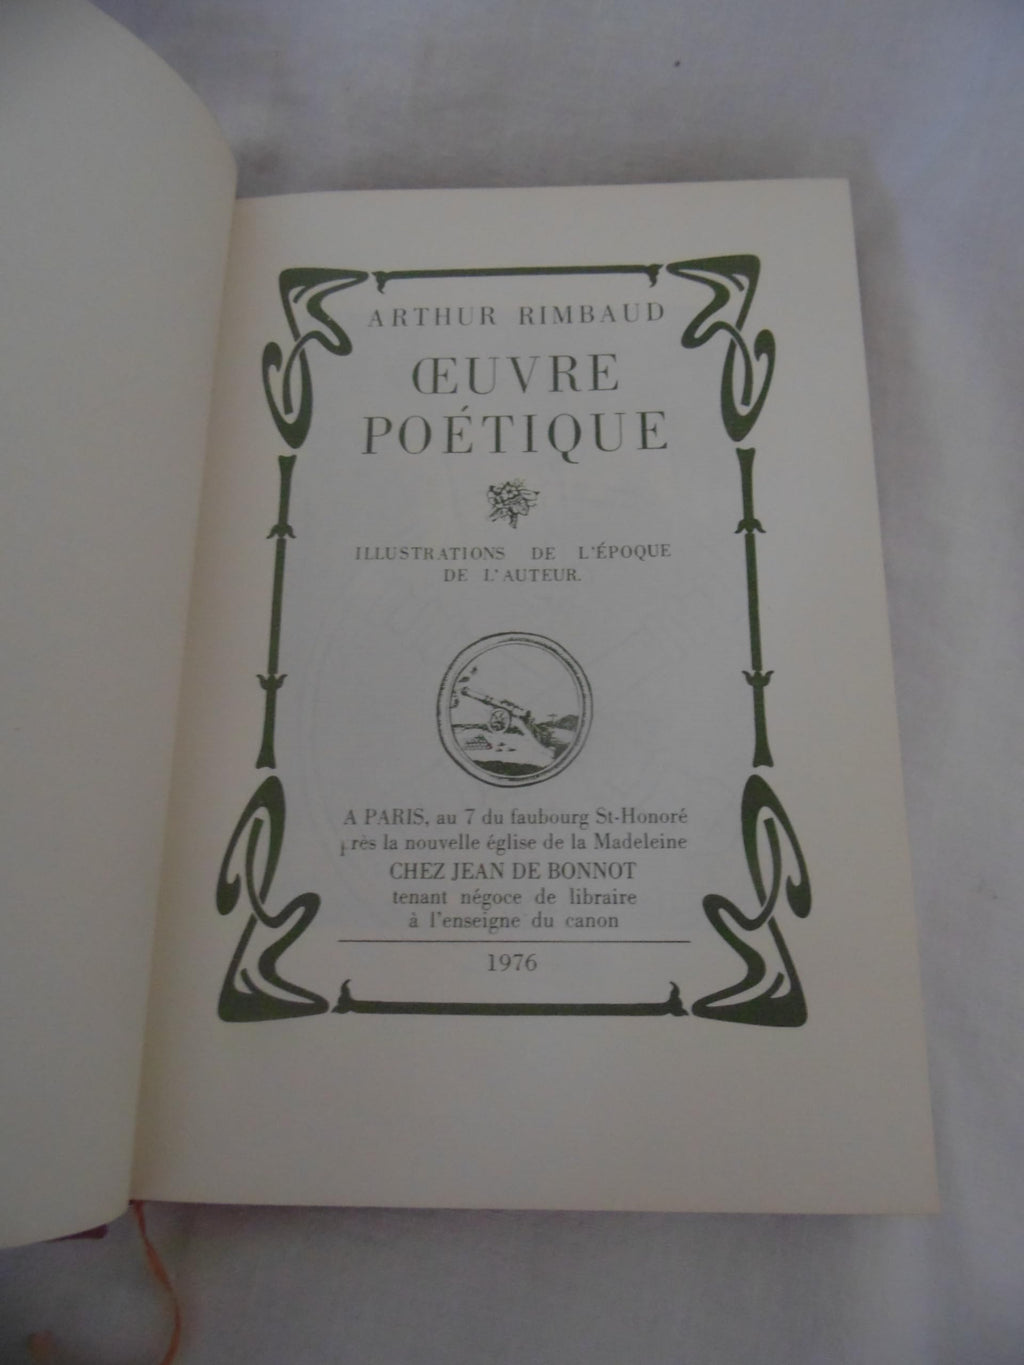 ARTHUR RIMBAUD
ŒUVRE
POÉTIQUE
ILLUSTRATIONS DE L'ÉPOQUE
DE L'AUTEUR.
A PARIS, au 7 du faubourg St-Honoré
près la nouvelle église de la Madeleine
CHEZ JEAN DE BONNOT
tenant négoce de libraire
à l'enseigne du canon
1976